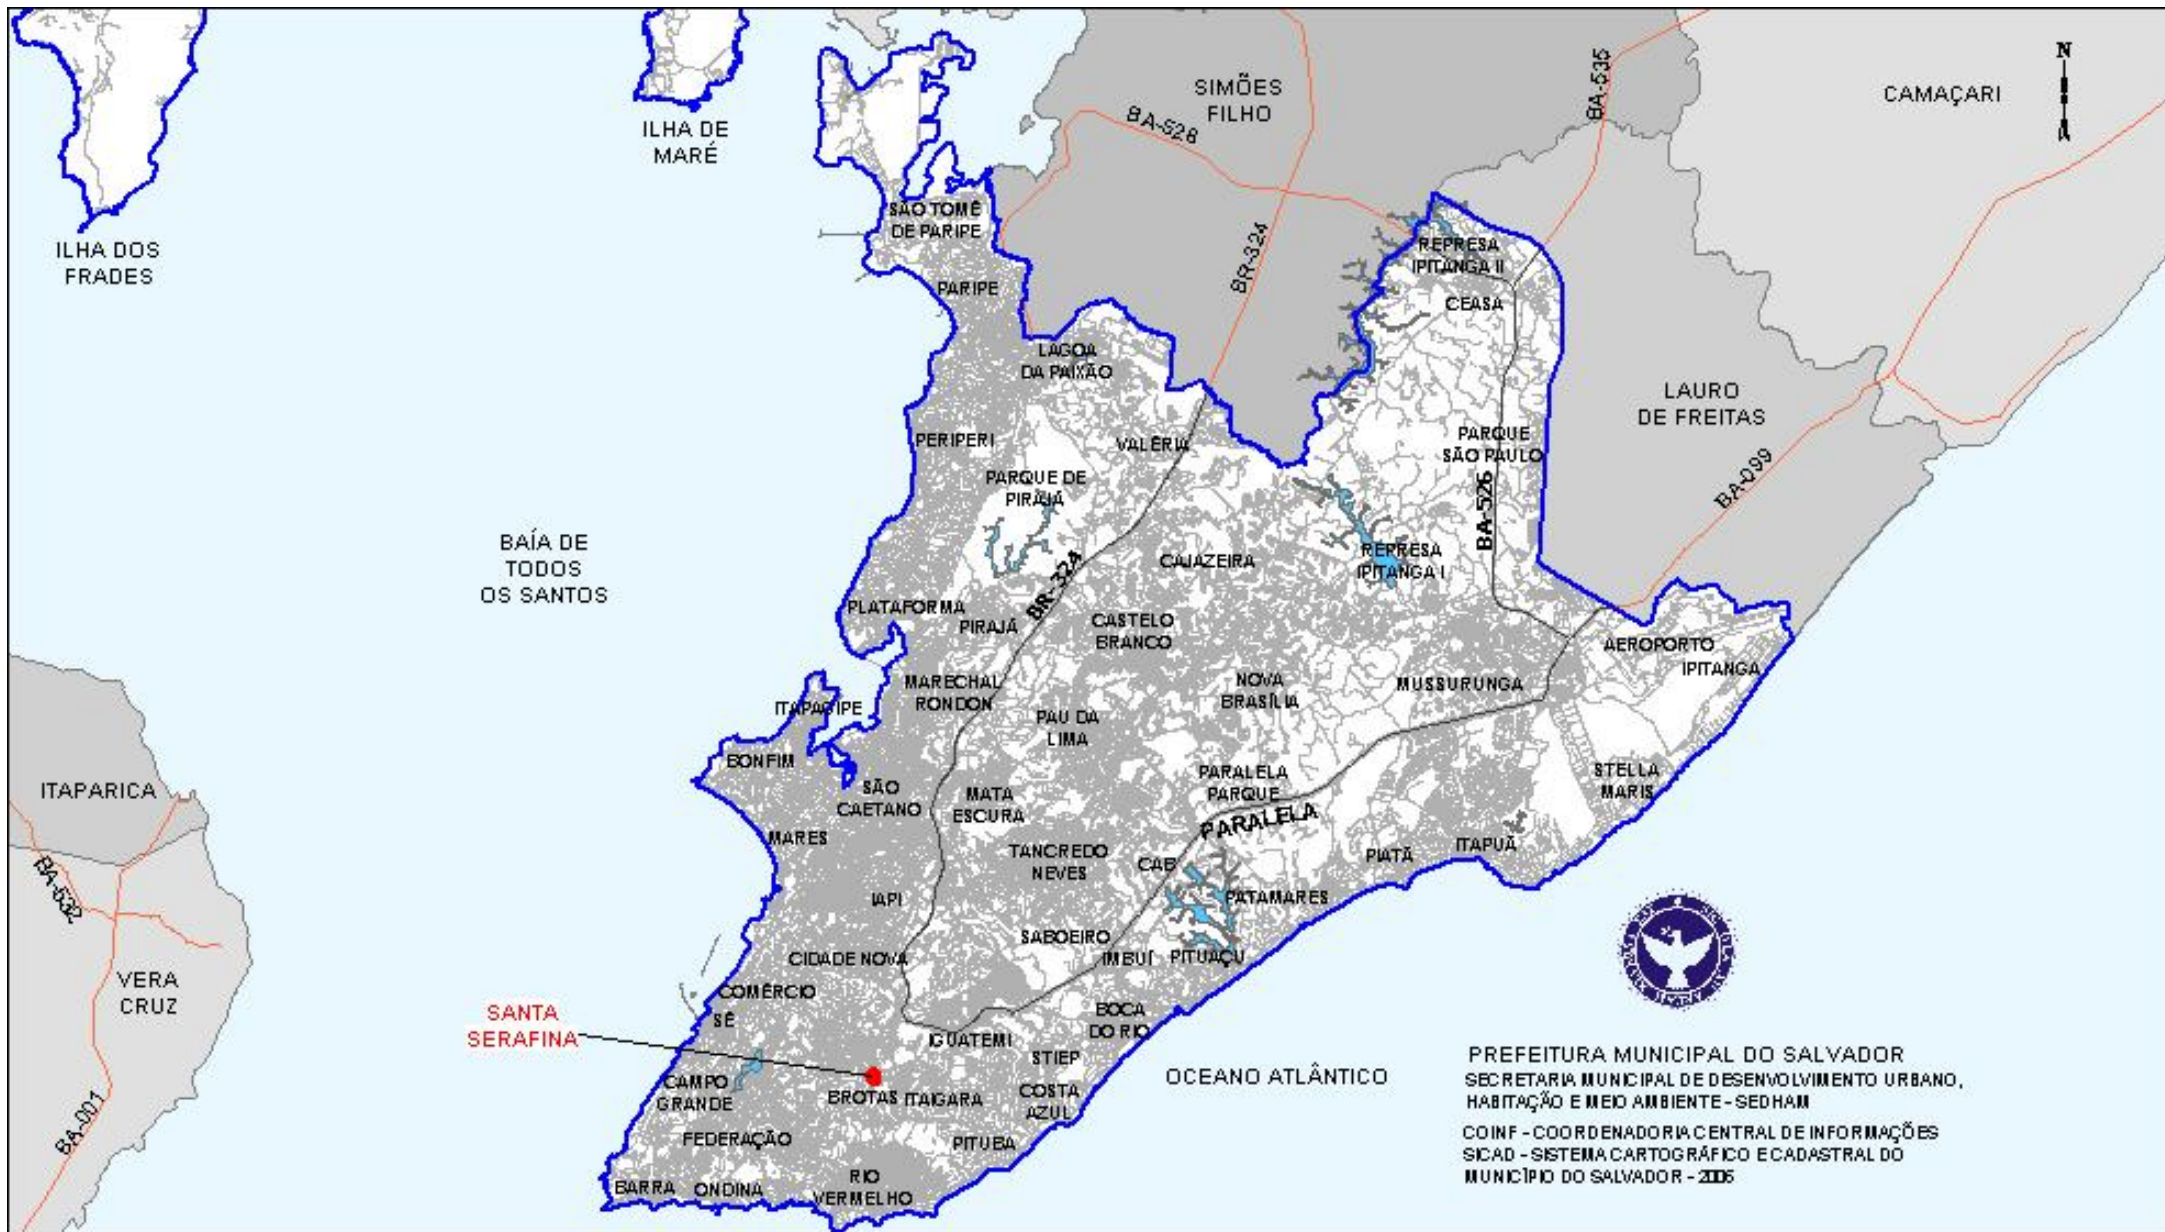 N
CAMAÇARI
SIMÕES
FILHO
BA-535
BA-526
BR-324
ILHA DE
MARÉ
ILHA DOS
FRADES
SÃO TOMÉ
DE PARIPE
PARIPE
REPRESA
IPITANGA II
CEASA
LAGOA
DA PAIXÃO
LAURO
DE FREITAS
BA-099
PERIPERI
VALÉRIA
PARQUE
SÃO PAULO
BA-526
PARQUE DE
PIRAJÁ
BAÍA DE
TODOS
OS SANTOS
CAJAZEIRA
REPRESA
IPITANGA I
BR-324
PLATAFORMA
PIRAJÁ
CASTELO
BRANCO
AEROPORTO
IPITANGA
MARECHAL
RONDON
NOVA
BRASÍLIA
MUSSURUNGA
ITAPAGIPE
PAU DA
LIMA
BONFIM
SÃO
CAETANO
MATA
ESCURA
PARALELA
PARQUE
PARALELA
STELLA
MARIS
ITAPARICA
MARES
TANCREDO
NEVES
CAB
PIATÃ
ITAPUÃ
BA-532
IAPI
PATAMARES
SABOEIRO
IMBUÍ
PITUAÇU
CIDADE NOVA
VERA
CRUZ
COMÉRCIO
SÉ
SANTA
SERAFINA
IGUATEMI
BOCA
DO RIO
STIEP
OCEANO ATLÂNTICO
CAMPO
GRANDE
BROTAS
ITAIGARA
COSTA
AZUL
BA-001
FEDERAÇÃO
PITUBA
BARRA
ONDINA
RIO
VERMELHO
PREFEITURA MUNICIPAL DO SALVADOR
SECRETARIA MUNICIPAL DE DESENVOLVIMENTO URBANO,
HABITAÇÃO E MEIO AMBIENTE - SEDHAM
COINF - COORDENADORIA CENTRAL DE INFORMAÇÕES
SICAD - SISTEMA CARTOGRÁFICO E CADASTRAL DO
MUNICÍPIO DO SALVADOR - 2006